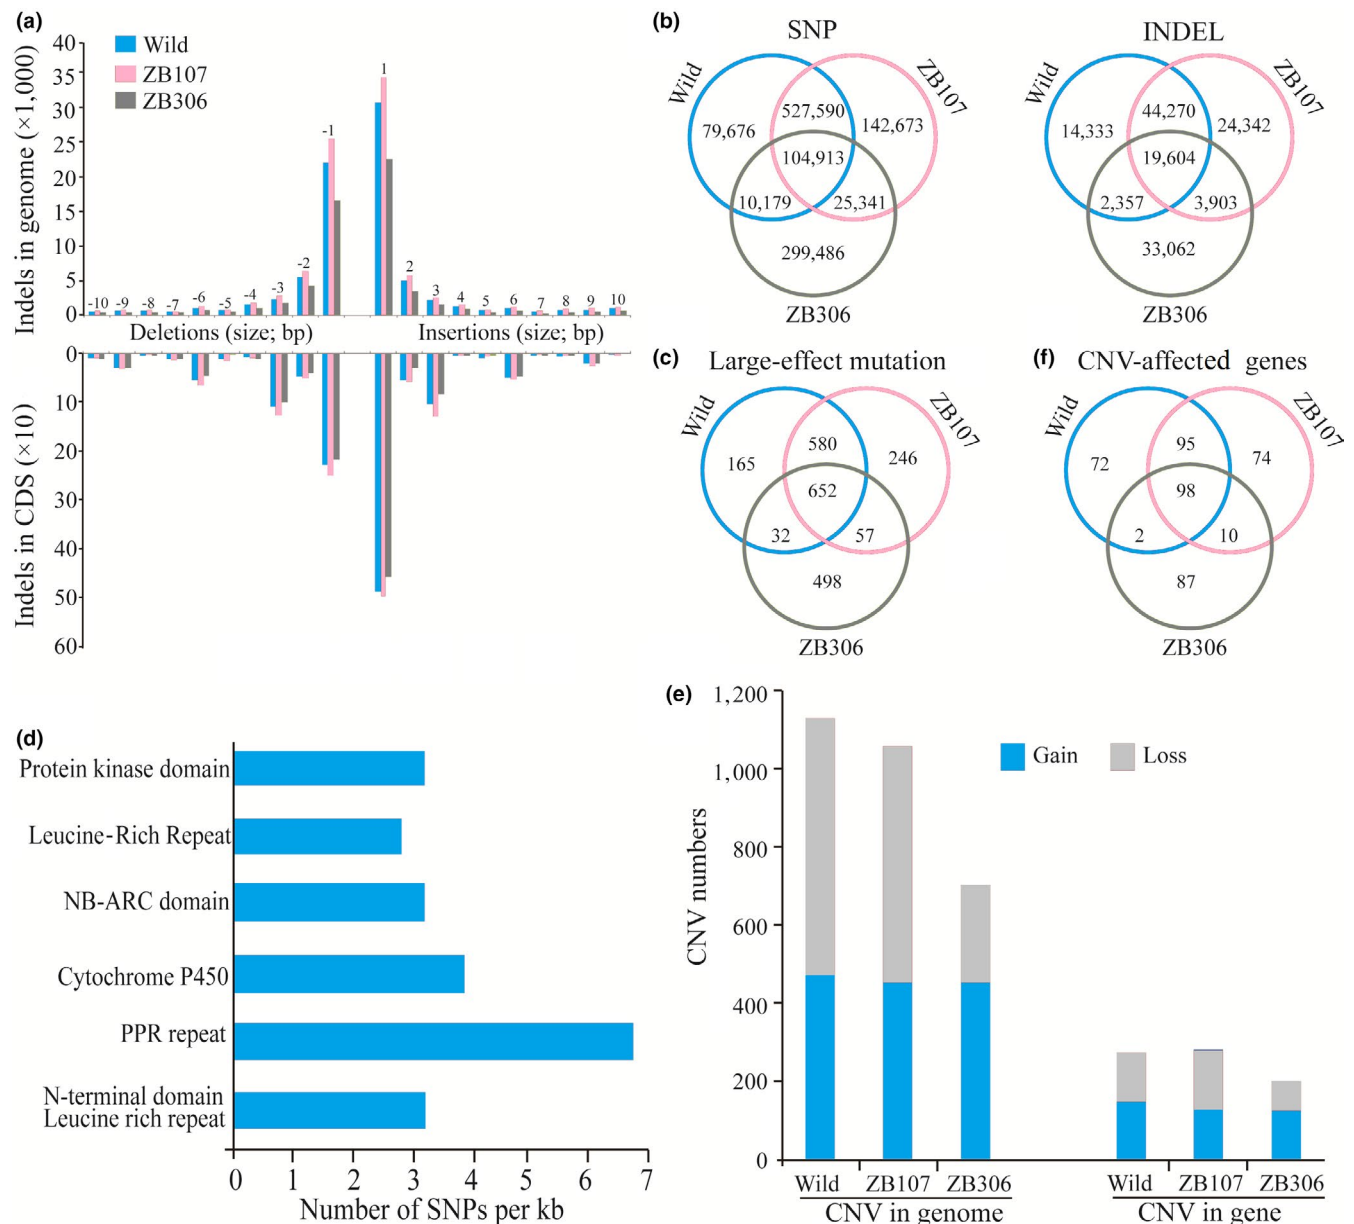 (a)
Wild
ZB107
ZB306
Indels in genome (×1,000)
40
35
30
25
20
15
10
5
0
-10 -9 -8 -7 -6 -5 -4 -3 -2 -1 1 2 3 4 5 6 7 8 9 10
Deletions (size; bp) Insertions (size; bp)
Indels in CDS (×10)
0
10
20
30
40
50
60
(b)
SNP
Wild
ZB107
527,590
79,676 142,673
104,913
10,179 25,341
299,486
ZB306
INDEL
Wild
ZB107
44,270
14,333 24,342
19,604
2,357 3,903
33,062
ZB306
(c)
Large-effect mutation
Wild
ZB107
580
165 246
652
32 57
498
ZB306
(f)
CNV-affected genes
Wild
ZB107
95
72 74
98
2 10
87
ZB306
(d)
Protein kinase domain
Leucine-Rich Repeat
NB-ARC domain
Cytochrome P450
PPR repeat
N-terminal domain
Leucine rich repeat
0 1 2 3 4 5 6 7
Number of SNPs per kb
(e)
CNV numbers
1,200
1,000
800
600
400
200
0
Gain Loss
Wild ZB107 ZB306 Wild ZB107 ZB306
CNV in genome CNV in gene